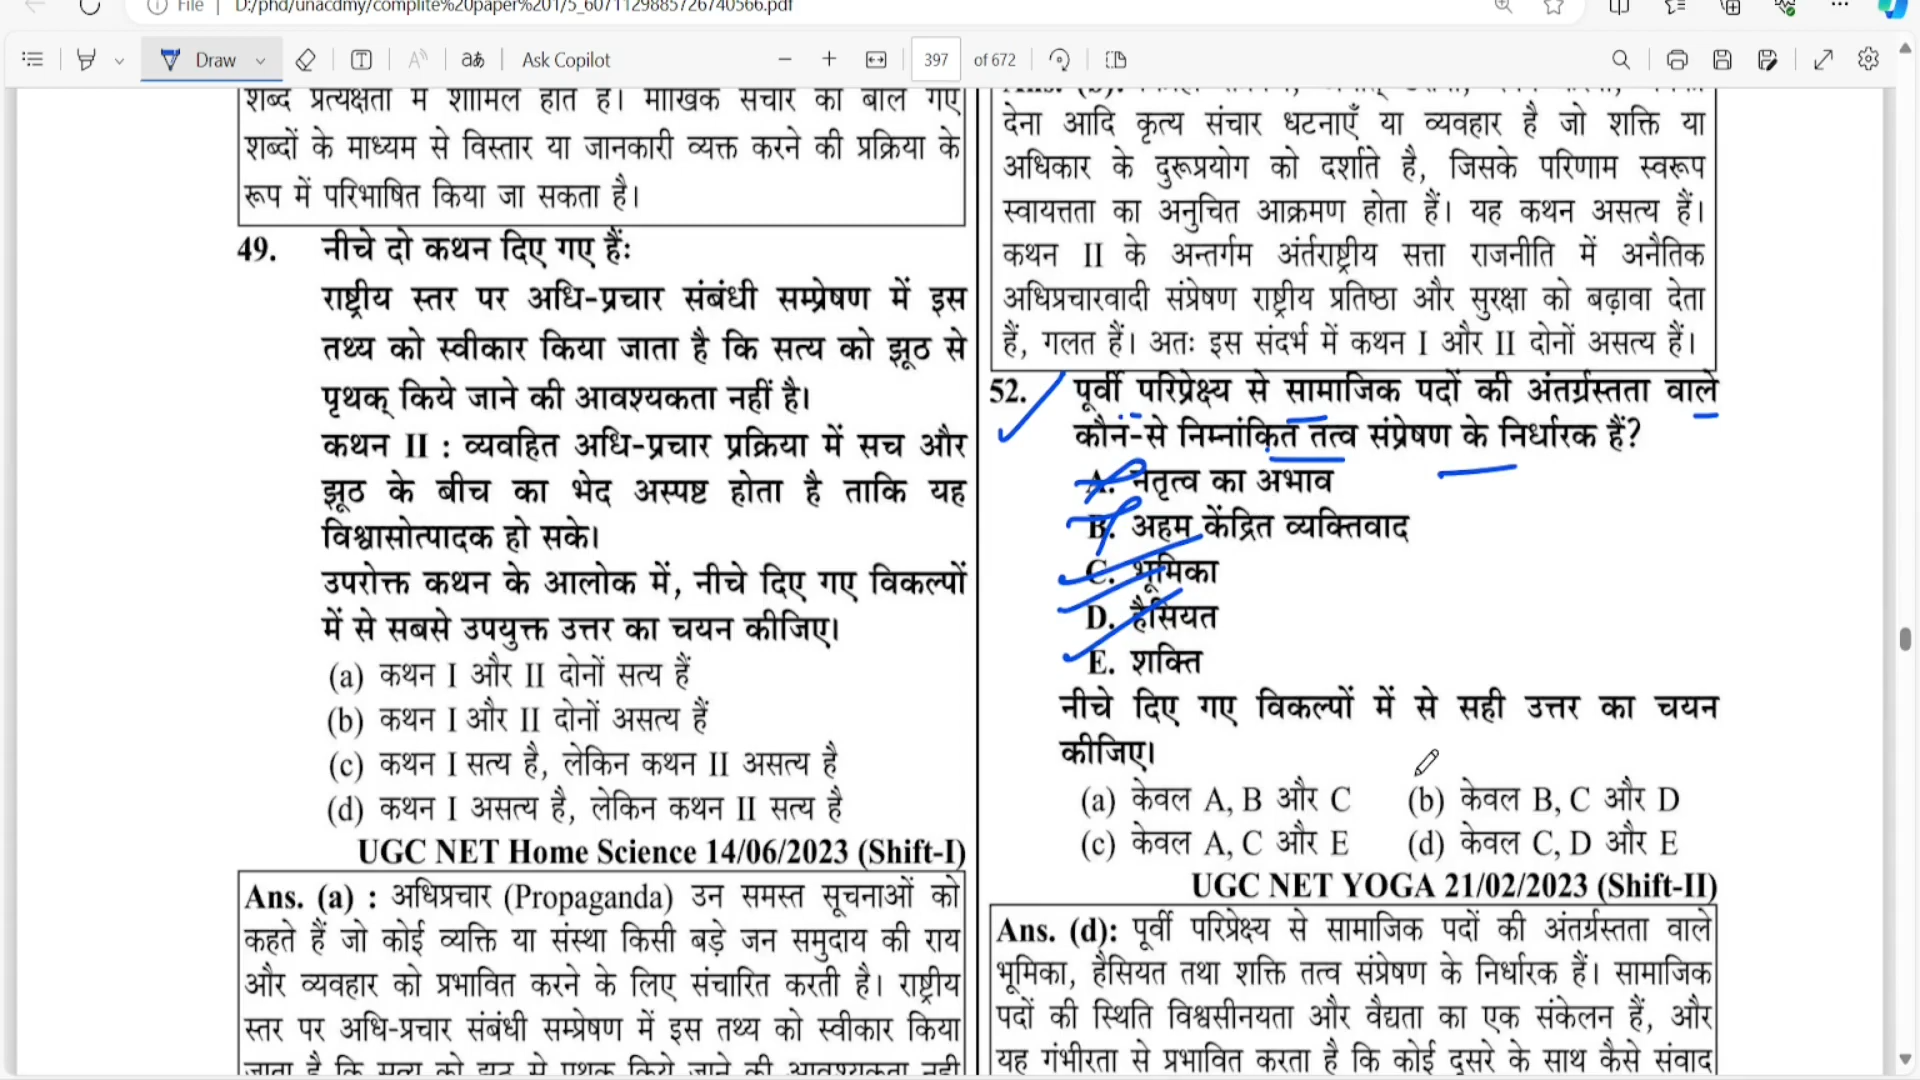 File
D:/phd/unacdmy/complite%20paper%201/5_6071129885726740566.pdf
Draw
Ask Copilot
397
of 672
शब्द प्रत्यक्षता में शामिल होते हैं। मौखिक संचार को बोले गए
शब्दों के माध्यम से विस्तार या जानकारी व्यक्त करने की प्रक्रिया के
रूप में परिभाषित किया जा सकता है।
49. नीचे दो कथन दिए गए हैंः
राष्ट्रीय स्तर पर अधि-प्रचार संबंधी सम्प्रेषण में इस
तथ्य को स्वीकार किया जाता है कि सत्य को झूठ से
पृथक् किये जाने की आवश्यकता नहीं है।
कथन II : व्यवहित अधि-प्रचार प्रक्रिया में सच और
झूठ के बीच का भेद अस्पष्ट होता है ताकि यह
विश्वासोत्पादक हो सके।
उपरोक्त कथन के आलोक में, नीचे दिए गए विकल्पों
में से सबसे उपयुक्त उत्तर का चयन कीजिए।
(a) कथन I और II दोनों सत्य हैं
(b) कथन I और II दोनों असत्य हैं
(c) कथन I सत्य है, लेकिन कथन II असत्य है
(d) कथन I असत्य है, लेकिन कथन II सत्य है
UGC NET Home Science 14/06/2023 (Shift-I)
Ans. (a) : अधिप्रचार (Propaganda) उन समस्त सूचनाओं को
कहते हैं जो कोई व्यक्ति या संस्था किसी बड़े जन समुदाय की राय
और व्यवहार को प्रभावित करने के लिए संचारित करती है। राष्ट्रीय
स्तर पर अधि-प्रचार संबंधी सम्प्रेषण में इस तथ्य को स्वीकार किया
जाता है कि सत्य को झूठ से पृथक किये जाने की आवश्यकता नहीं
देना आदि कृत्य संचार धटनाएँ या व्यवहार है जो शक्ति या
अधिकार के दुरूप्रयोग को दर्शाते है, जिसके परिणाम स्वरूप
स्वायत्तता का अनुचित आक्रमण होता हैं। यह कथन असत्य हैं।
कथन II के अन्तर्गम अंर्तराष्ट्रीय सत्ता राजनीति में अनैतिक
अधिप्रचारवादी संप्रेषण राष्ट्रीय प्रतिष्ठा और सुरक्षा को बढ़ावा देता
हैं, गलत हैं। अतः इस संदर्भ में कथन I और II दोनों असत्य हैं।
52. पूर्वी परिप्रेक्ष्य से सामाजिक पदों की अंतर्ग्रस्तता वाले
कौन-से निम्नांकित तत्व संप्रेषण के निर्धारक हैं?
A. नेतृत्व का अभाव
B. अहम केंद्रित व्यक्तिवाद
C. भूमिका
D. हैसियत
E. शक्ति
नीचे दिए गए विकल्पों में से सही उत्तर का चयन
कीजिए।
(a) केवल A, B और C (b) केवल B, C और D
(c) केवल A, C और E (d) केवल C, D और E
UGC NET YOGA 21/02/2023 (Shift-II)
Ans. (d): पूर्वी परिप्रेक्ष्य से सामाजिक पदों की अंतर्ग्रस्तता वाले
भूमिका, हैसियत तथा शक्ति तत्व संप्रेषण के निर्धारक हैं। सामाजिक
पदों की स्थिति विश्वसीनयता और वैद्यता का एक संकेलन हैं, और
यह गंभीरता से प्रभावित करता है कि कोई दूसरे के साथ कैसे संवाद